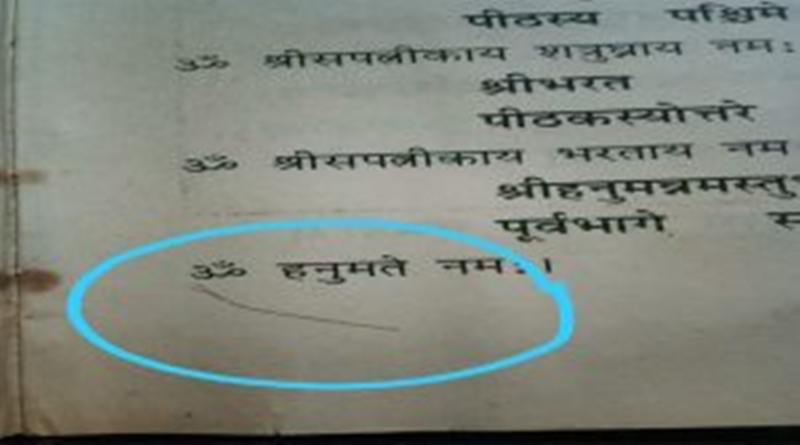 पीठस्य पश्चिमे
ॐ श्रीसपत्नीकाय शत्रुघ्नाय नमः
श्रीभरत
पीठकस्योत्तरे
ॐ श्रीसपत्नीकाय भरताय नम
श्रीहनुमन्नमस्तु
पूर्वभागे
ॐ हनुमते नमः।